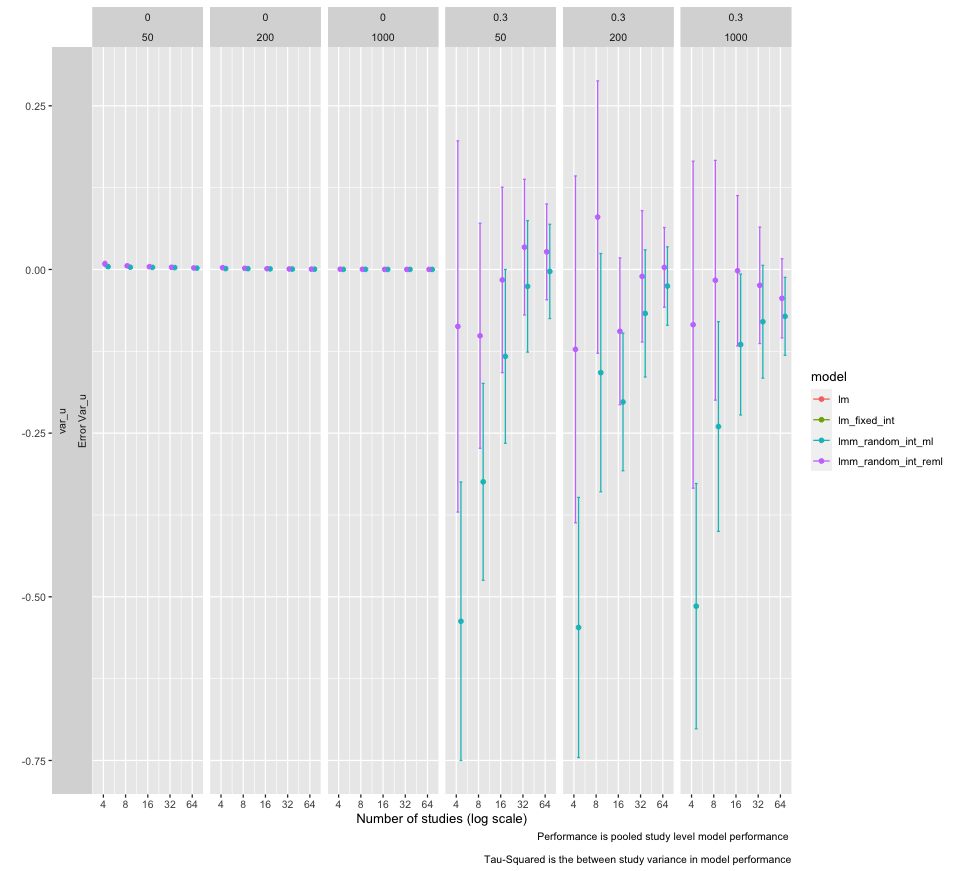 0 0 0 0.3 0.3 0.3
50 200 1000 50 200 1000
0.25
0.00
-0.25
-0.50
-0.75
var_u
Error Var_u
4 8 16 32 64 4 8 16 32 64 4 8 16 32 64 4 8 16 32 64 4 8 16 32 64 4 8 16 32 64
Number of studies (log scale)
Performance is pooled study level model performance
Tau-Squared is the between study variance in model performance
model
lm
lm_fixed_int
lmm_random_int_ml
lmm_random_int_reml